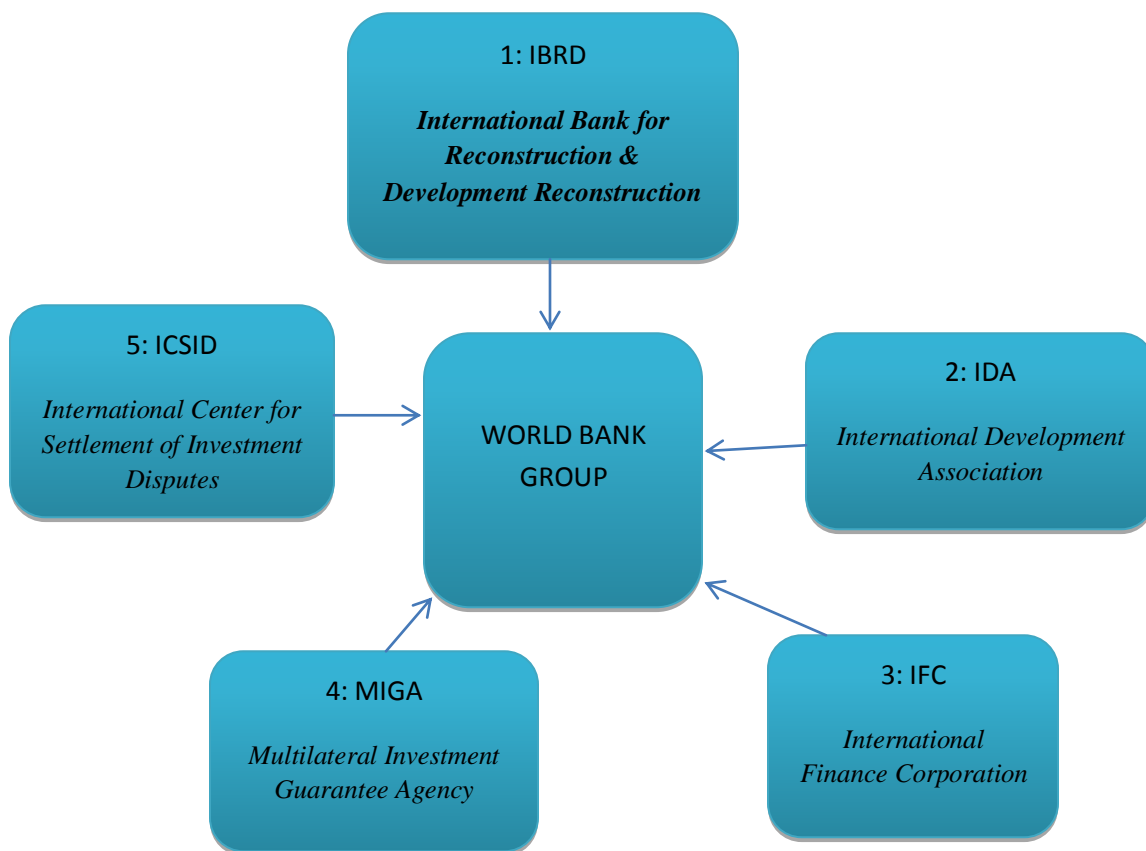 1: IBRD
International Bank for
Reconstruction &
Development Reconstruction
5: ICSID
International Center for
Settlement of Investment
Disputes
WORLD BANK
GROUP
2: IDA
International Development
Association
4: MIGA
Multilateral Investment
Guarantee Agency
3: IFC
International
Finance Corporation